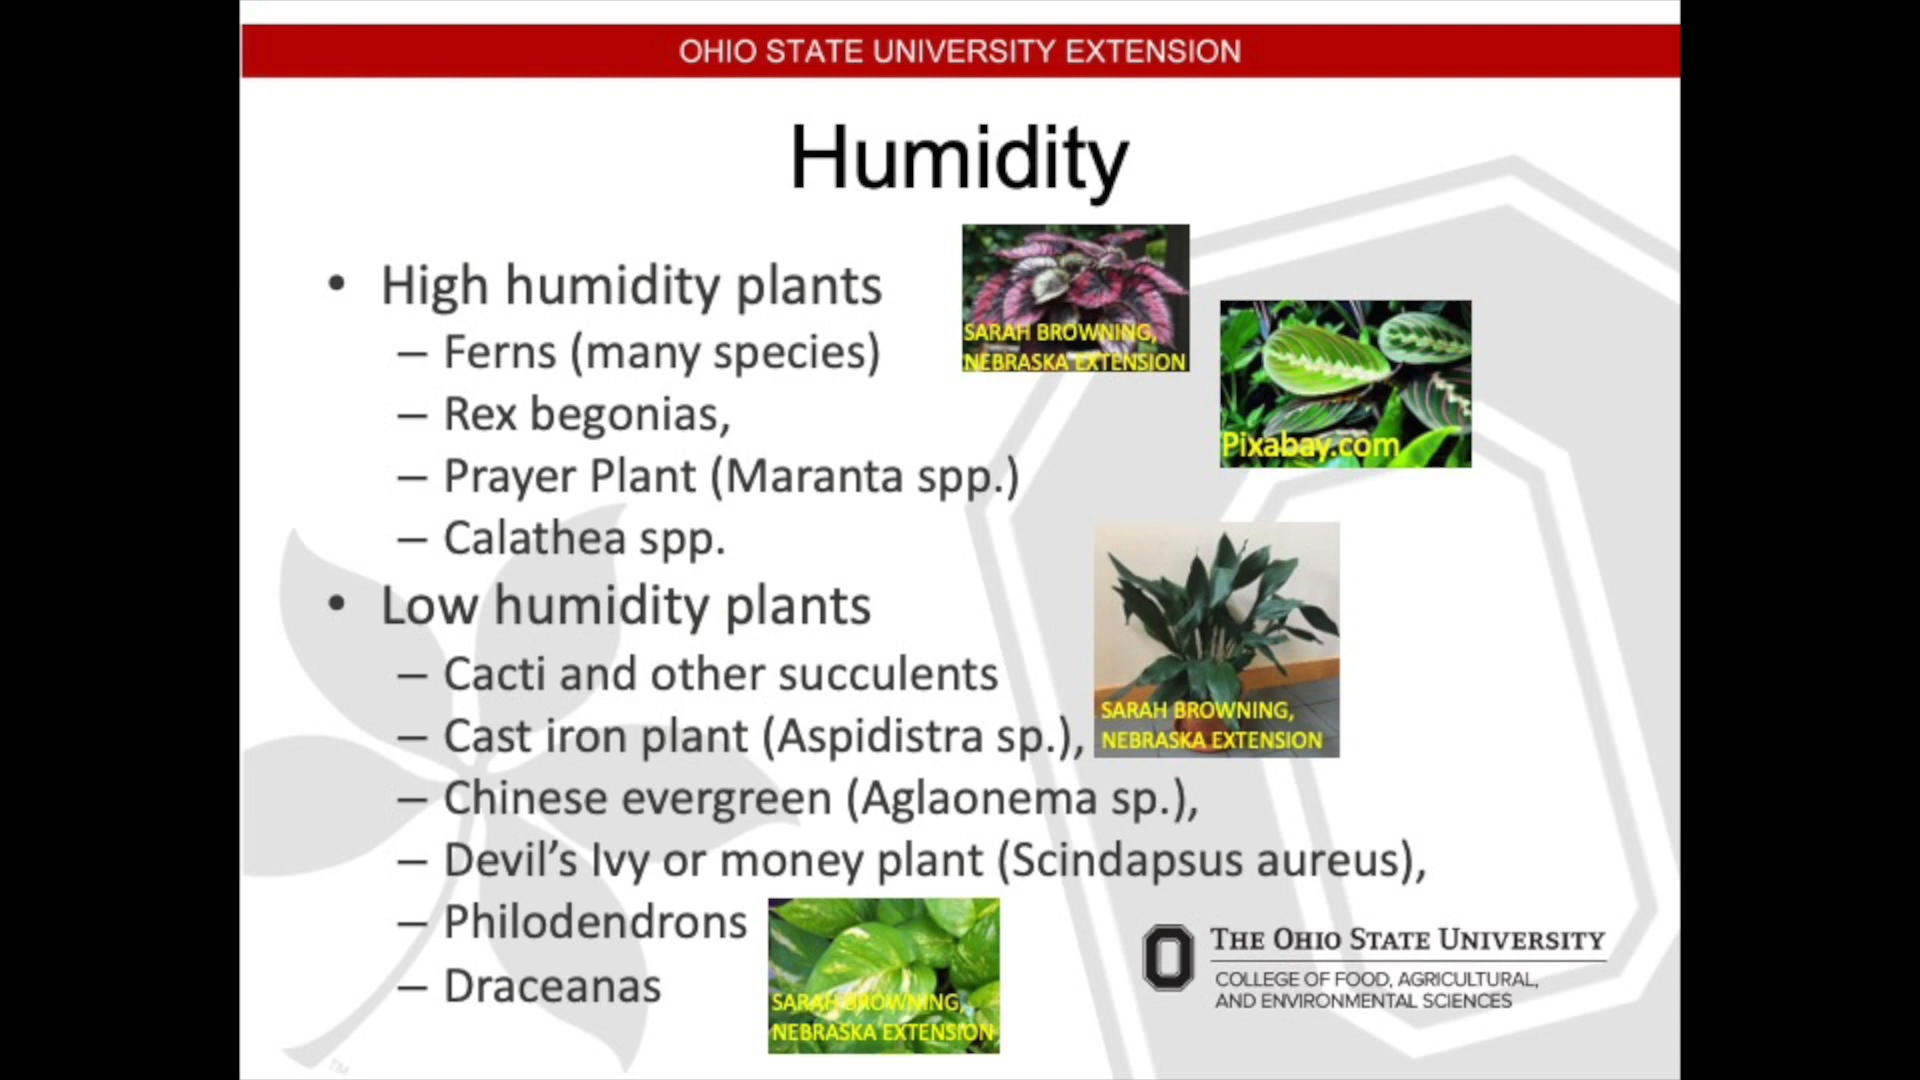 OHIO STATE UNIVERSITY EXTENSION
Humidity
• High humidity plants
– Ferns (many species)
– Rex begonias,
– Prayer Plant (Maranta spp.)
– Calathea spp.
• Low humidity plants
– Cacti and other succulents
– Cast iron plant (Aspidistra sp.),
– Chinese evergreen (Aglaonema sp.),
– Devil’s Ivy or money plant (Scindapsus aureus),
– Philodendrons
– Draceanas
SARAH BROWNING,
NEBRASKA EXTENSION
Pixabay.com
SARAH BROWNING,
NEBRASKA EXTENSION
SARAH BROWNING,
NEBRASKA EXTENSION
THE OHIO STATE UNIVERSITY
COLLEGE OF FOOD, AGRICULTURAL,
AND ENVIRONMENTAL SCIENCES
TM